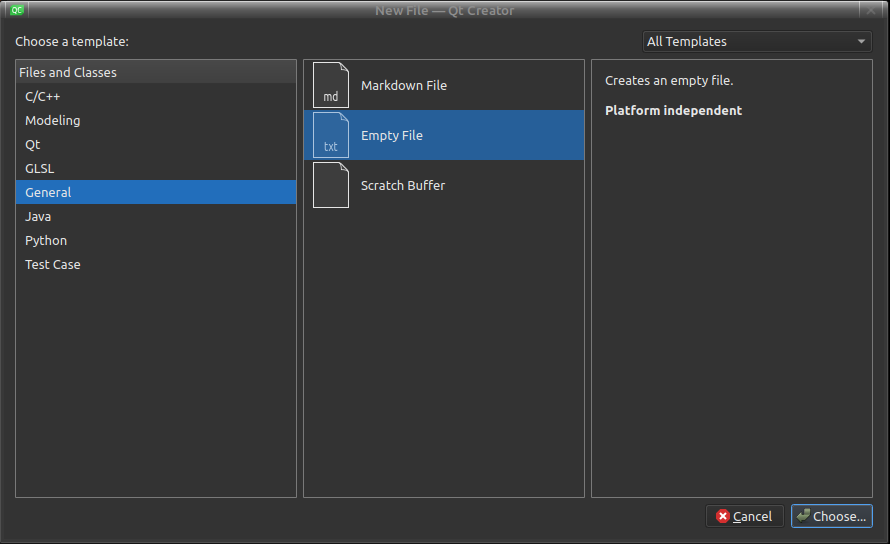 QC
New File — Qt Creator
Choose a template:
All Templates
Files and Classes
C/C++
Modeling
Qt
GLSL
General
Java
Python
Test Case
md
Markdown File
txt
Empty File
Scratch Buffer
Creates an empty file.
Platform independent
Cancel
Choose...